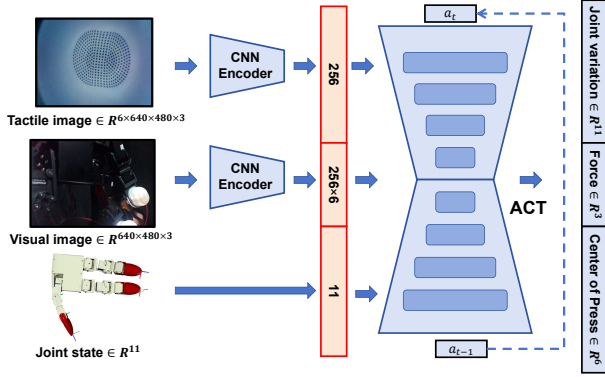 Tactile image ∈ R^{6×640×480×3}
CNN
Encoder
256
Visual image ∈ R^{640×480×3}
CNN
Encoder
256×6
Joint state ∈ R^{11}
11
a_t
ACT
a_{t−1}
Joint variation ∈ R^{11}
Force ∈ R^3
Center of Press ∈ R^6